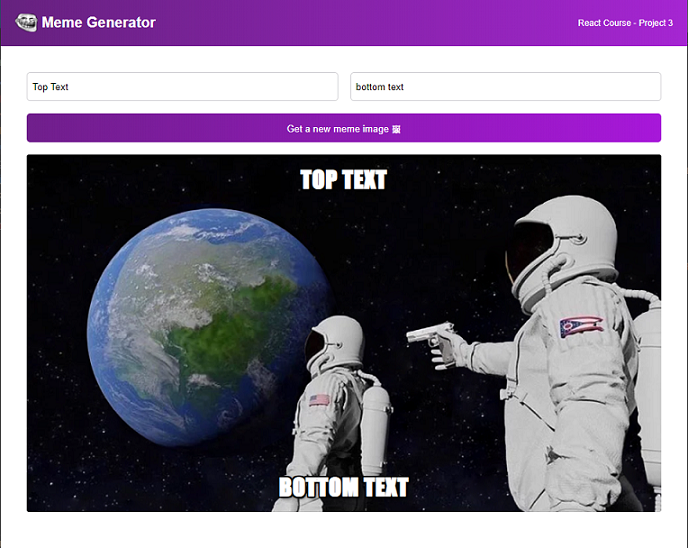 Meme Generator
React Course - Project 3
Top Text
bottom text
Get a new meme image 🖼
TOP TEXT
BOTTOM TEXT